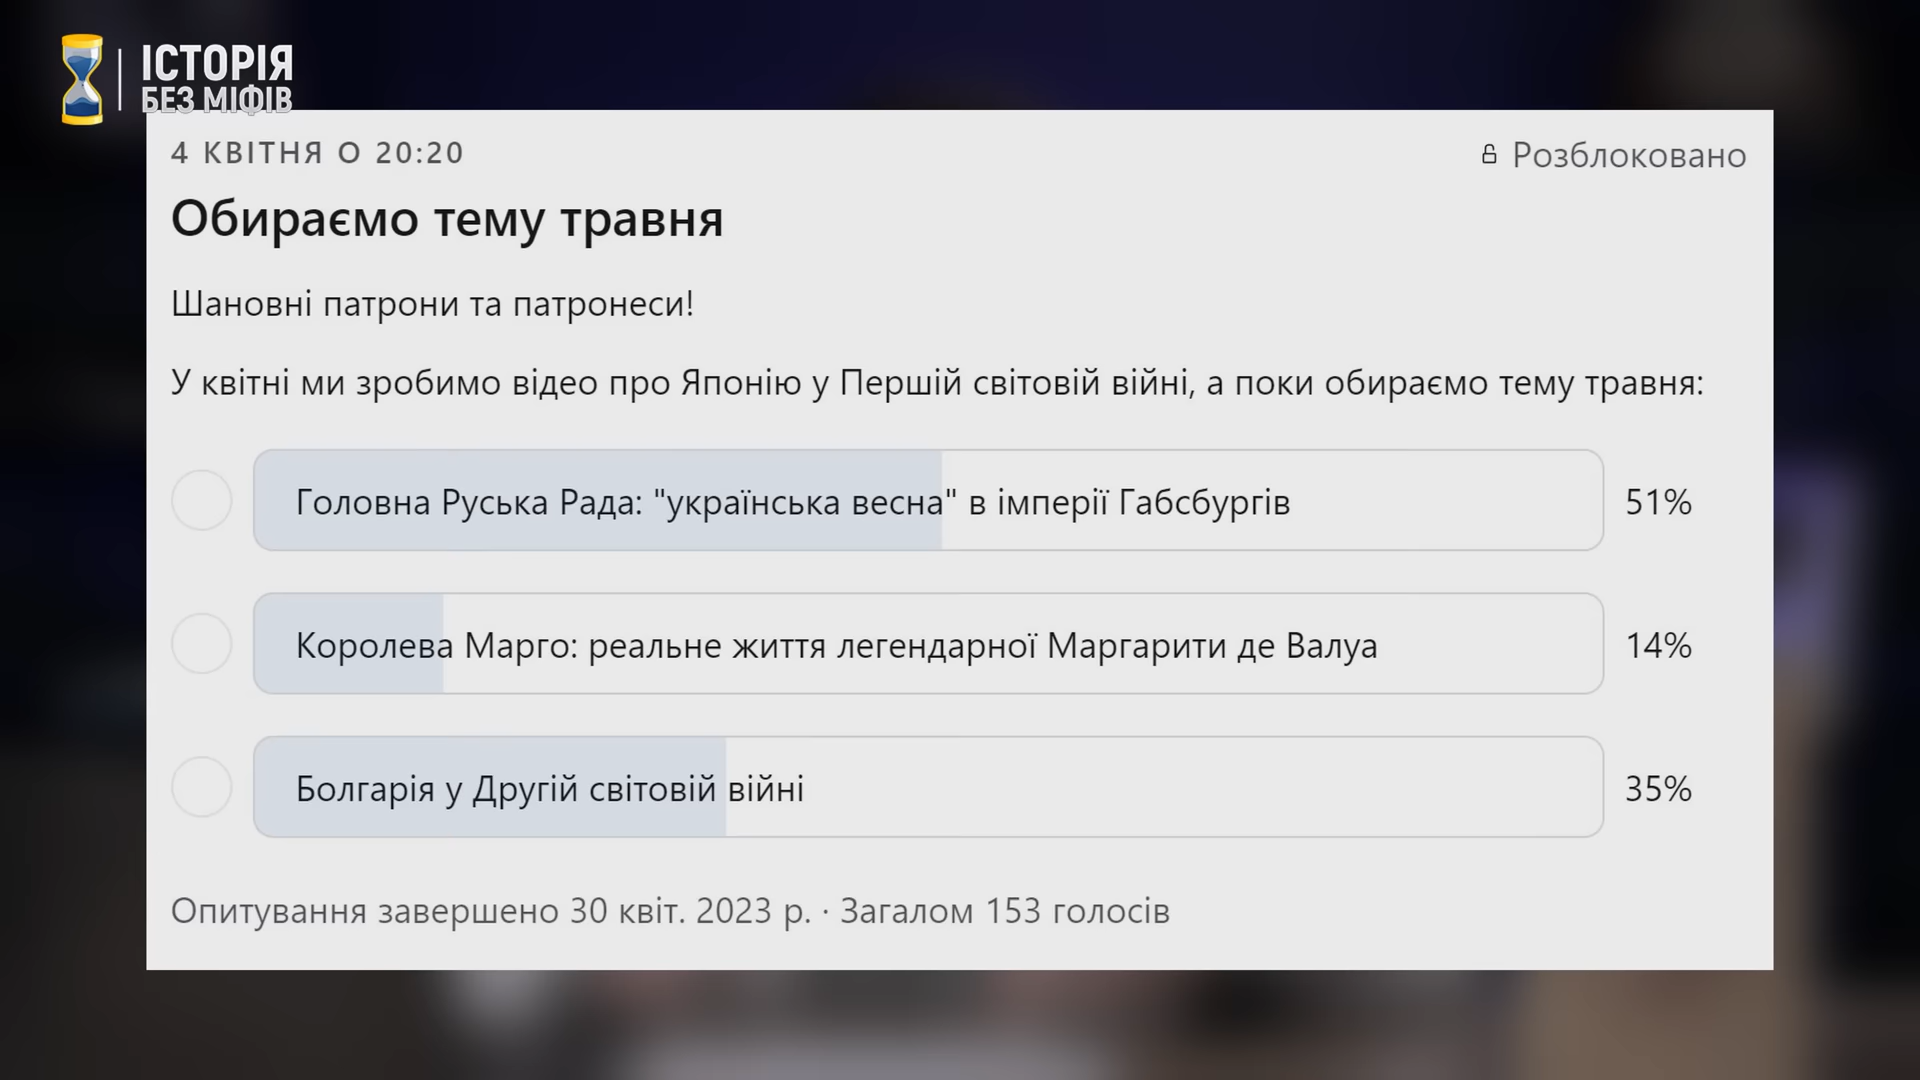 ІСТОРІЯ
БЕЗ МІФІВ
4 КВІТНЯ О 20:20
Розблоковано
Обираємо тему травня
Шановні патрони та патронеси!
У квітні ми зробимо відео про Японію у Першій світовій війні, а поки обираємо тему травня:
Головна Руська Рада: "українська весна" в імперії Габсбургів 51%
Королева Марго: реальне життя легендарної Маргарити де Валуа 14%
Болгарія у Другій світовій війні 35%
Опитування завершено 30 квіт. 2023 р. · Загалом 153 голосів